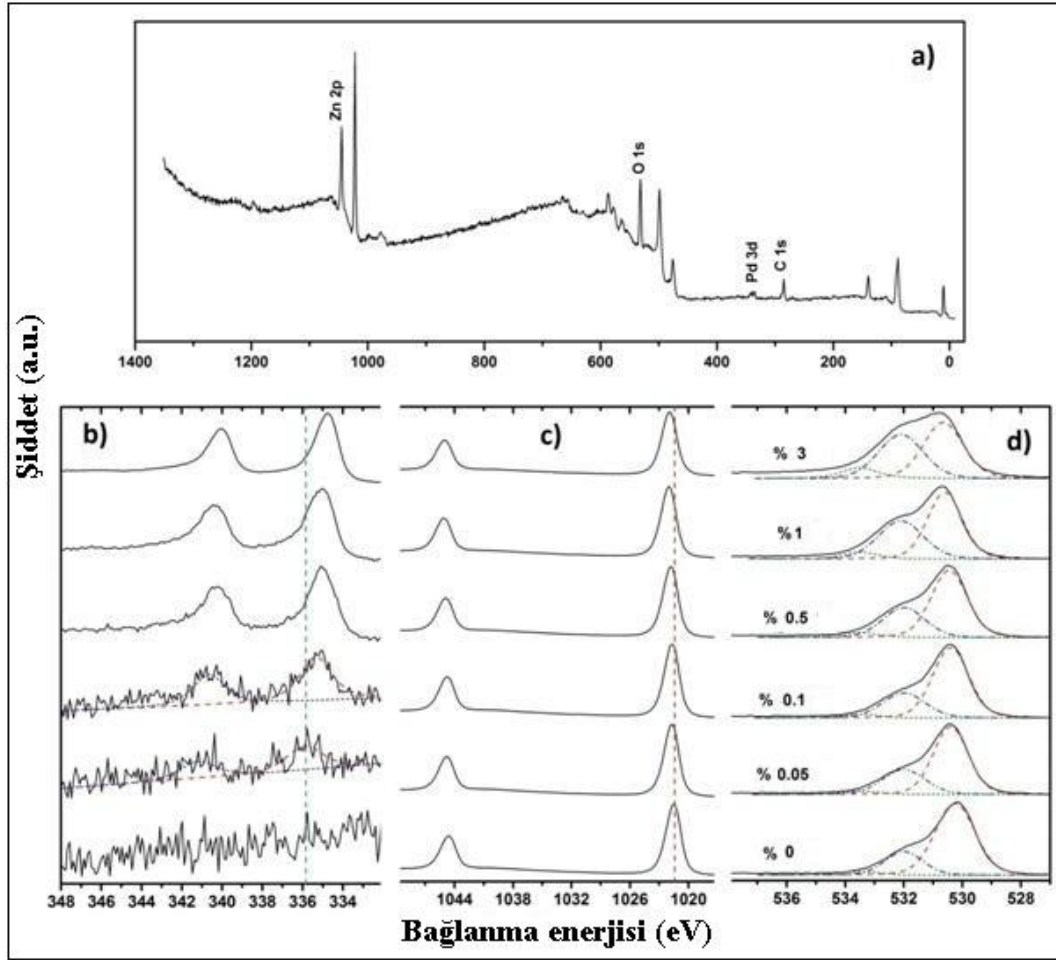 a)
Zn 2p
O 1s
Pd 3d
C 1s
1400 1200 1000 800 600 400 200 0
Şiddet (a.u.)
b) c) d)
% 3
% 1
% 0.5
% 0.1
% 0.05
% 0
348 346 344 342 340 338 336 334
1044 1038 1032 1026 1020
536 534 532 530 528
Bağlanma enerjisi (eV)